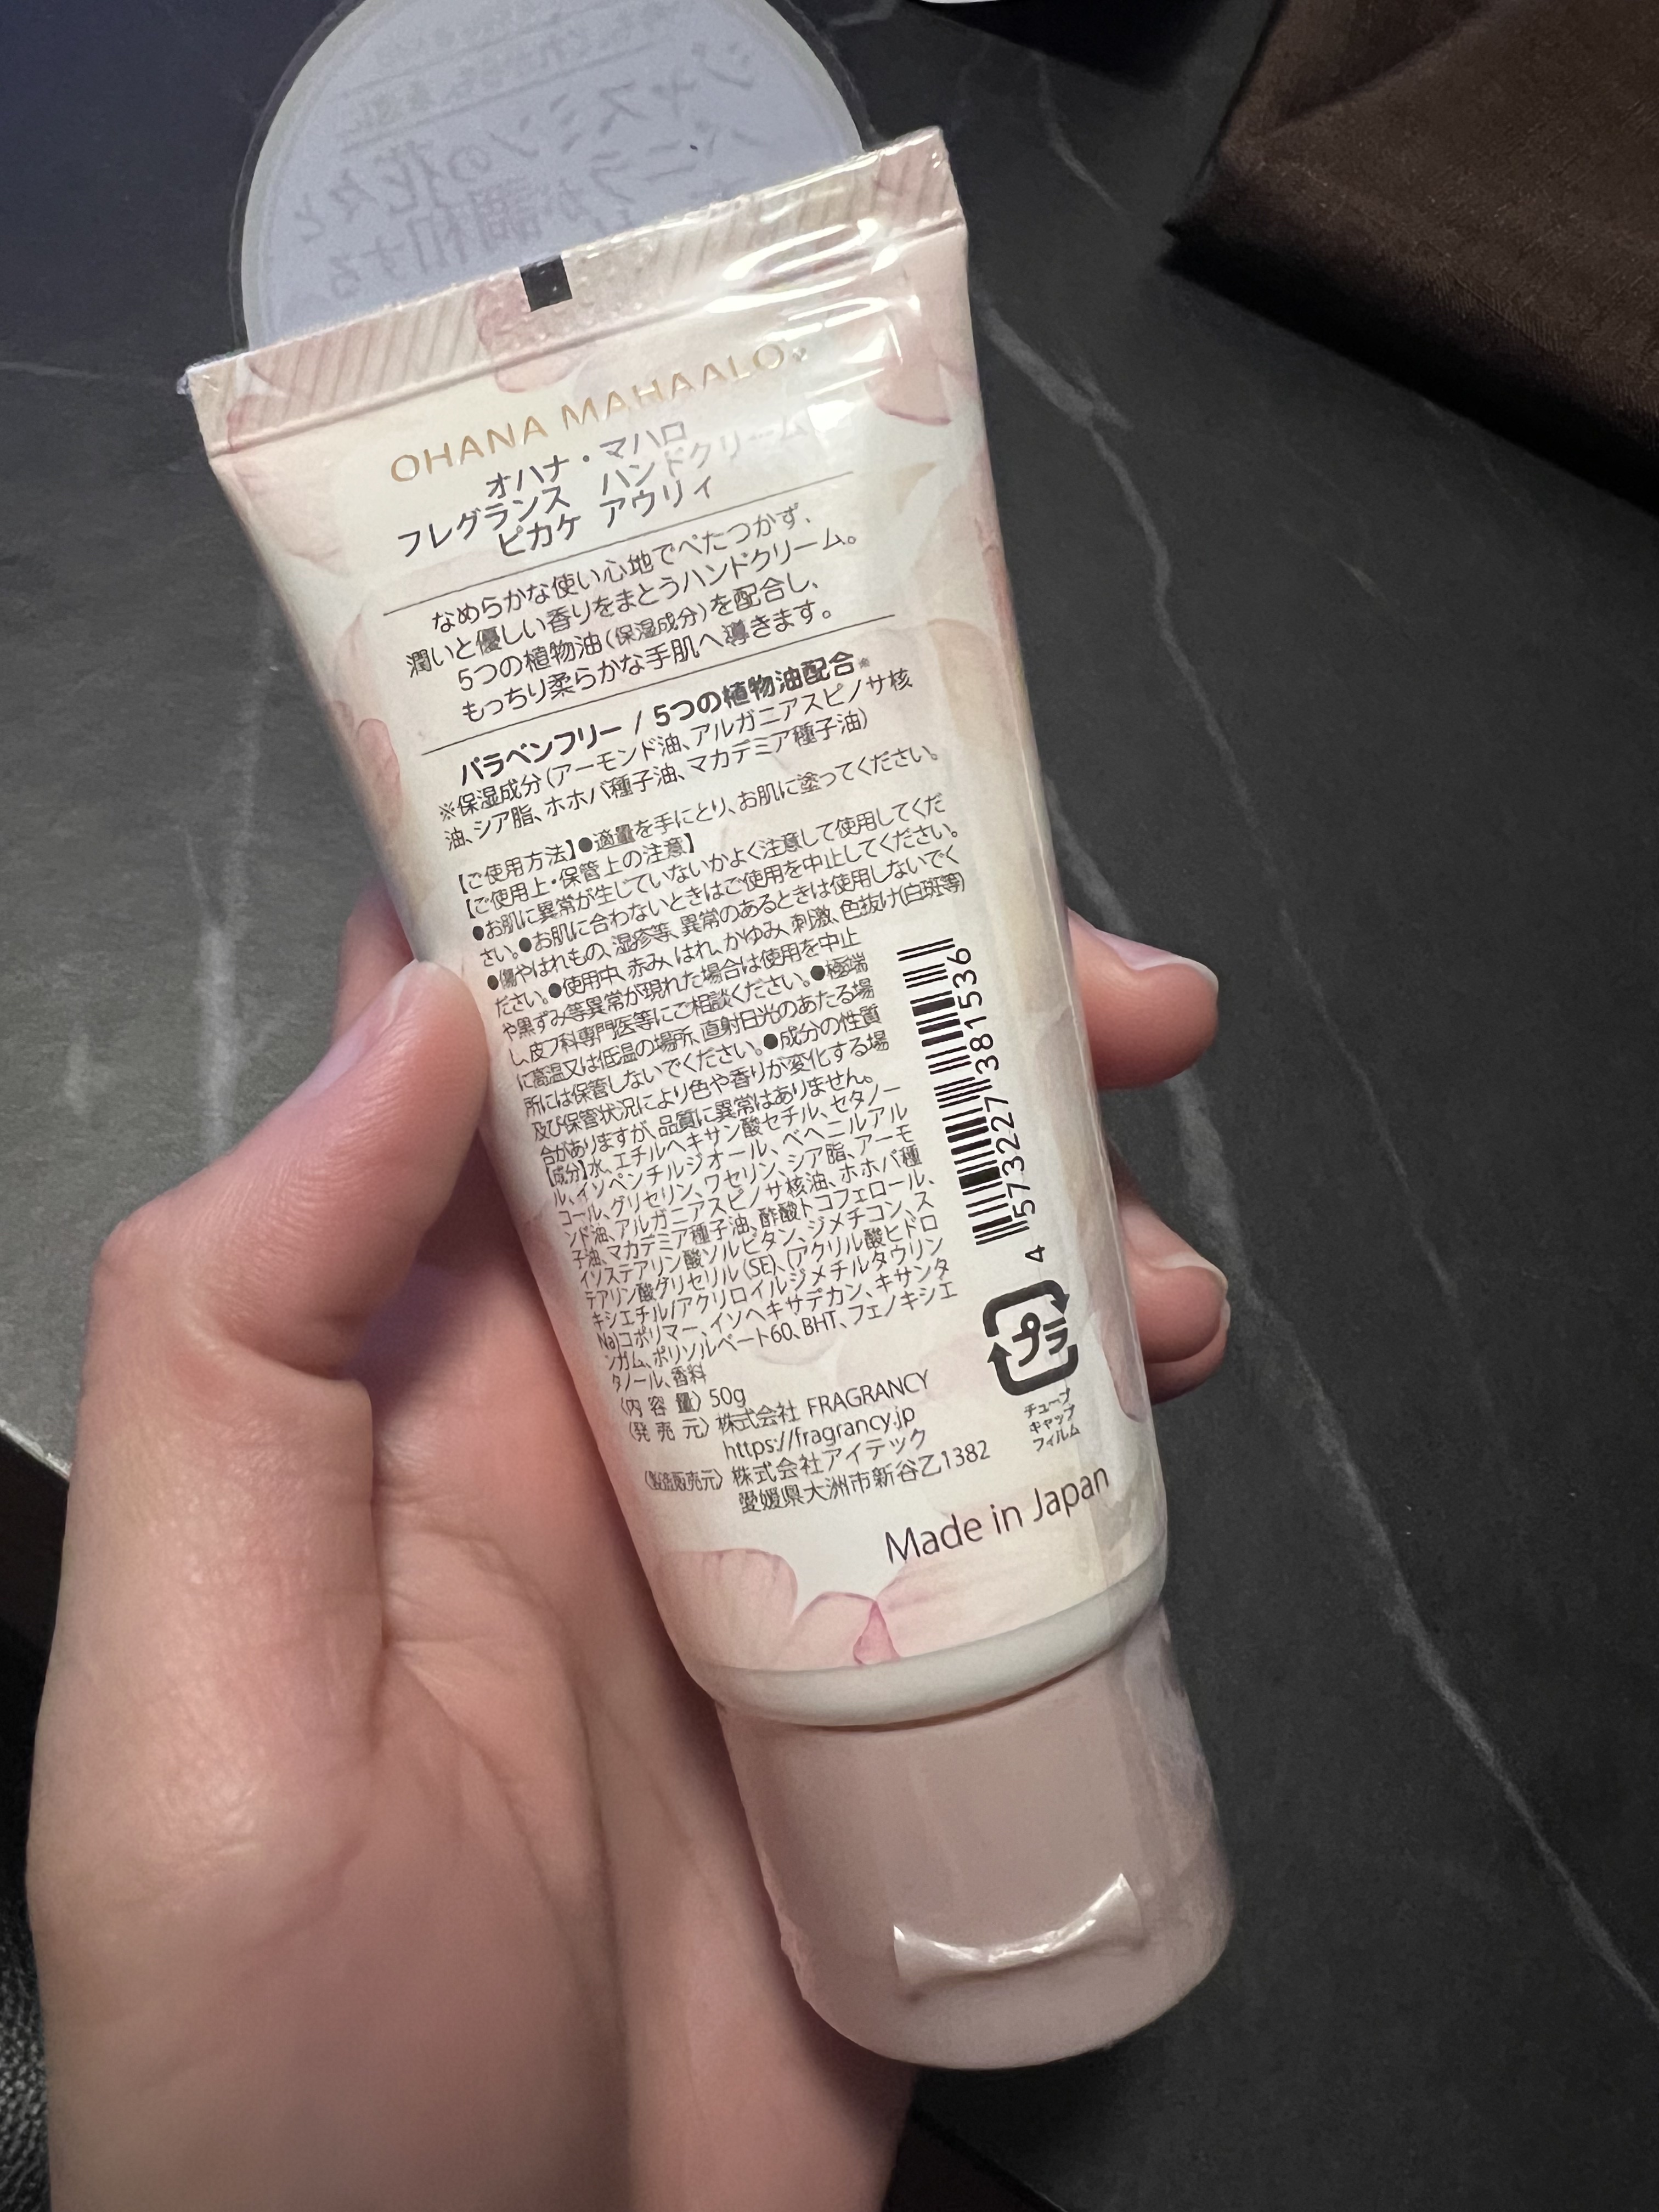 ジャスミンの花々と
バニラが調和する
OHANA MAHAALO®
オハナ・マハロ
フレグランス ハンドクリーム
ピカケ アウリィ
なめらかな使い心地でべたつかず、
潤いと優しい香りをまとうハンドクリーム。
5つの植物油(保湿成分)を配合し、
もっちり柔らかな手肌へ導きます。
パラベンフリー / 5つの植物油配合※
※保湿成分(アーモンド油、アルガニアスピノサ核
油、シア脂、ホホバ種子油、マカデミア種子油)
【ご使用方法】●適量を手にとり、お肌に塗ってください。
【ご使用上・保管上の注意】
●お肌に異常が生じていないかよく注意して使用してくだ
さい。●お肌に合わないときはご使用を中止してください。
●傷やはれもの、湿疹等、異常のあるときは使用しないでく
ださい。●使用中、赤み、はれ、かゆみ、刺激、色抜け(白斑等)
や黒ずみ等異常が現れた場合は使用を中止
し、皮フ科専門医等にご相談ください。●極端
に高温又は低温の場所、直射日光のあたる場
所には保管しないでください。●成分の性質
及び保管状況により色や香りが変化する場
合がありますが、品質に異常はありません。
【成分】水、エチルヘキサン酸セチル、セタノー
ル、イソペンチルジオール、ベヘニルアル
コール、グリセリン、ワセリン、シア脂、アーモ
ンド油、アルガニアスピノサ核油、ホホバ種
子油、マカデミア種子油、酢酸トコフェロール、
イソステアリン酸ソルビタン、ジメチコン、ス
テアリン酸グリセリル(SE)、(アクリル酸ヒドロ
キシエチル/アクリロイルジメチルタウリン
Na)コポリマー、イソヘキサデカン、キサンタ
ンガム、ポリソルベート60、BHT、フェノキシエ
タノール、香料
〈内容量〉50g
〈発売元〉株式会社 FRAGRANCY
https://fragrancy.jp
〈製造販売元〉株式会社アイテック
愛媛県大洲市新谷乙1382
Made in Japan
4 573227 381536
プラ
チューブ
キャップ
フィルム